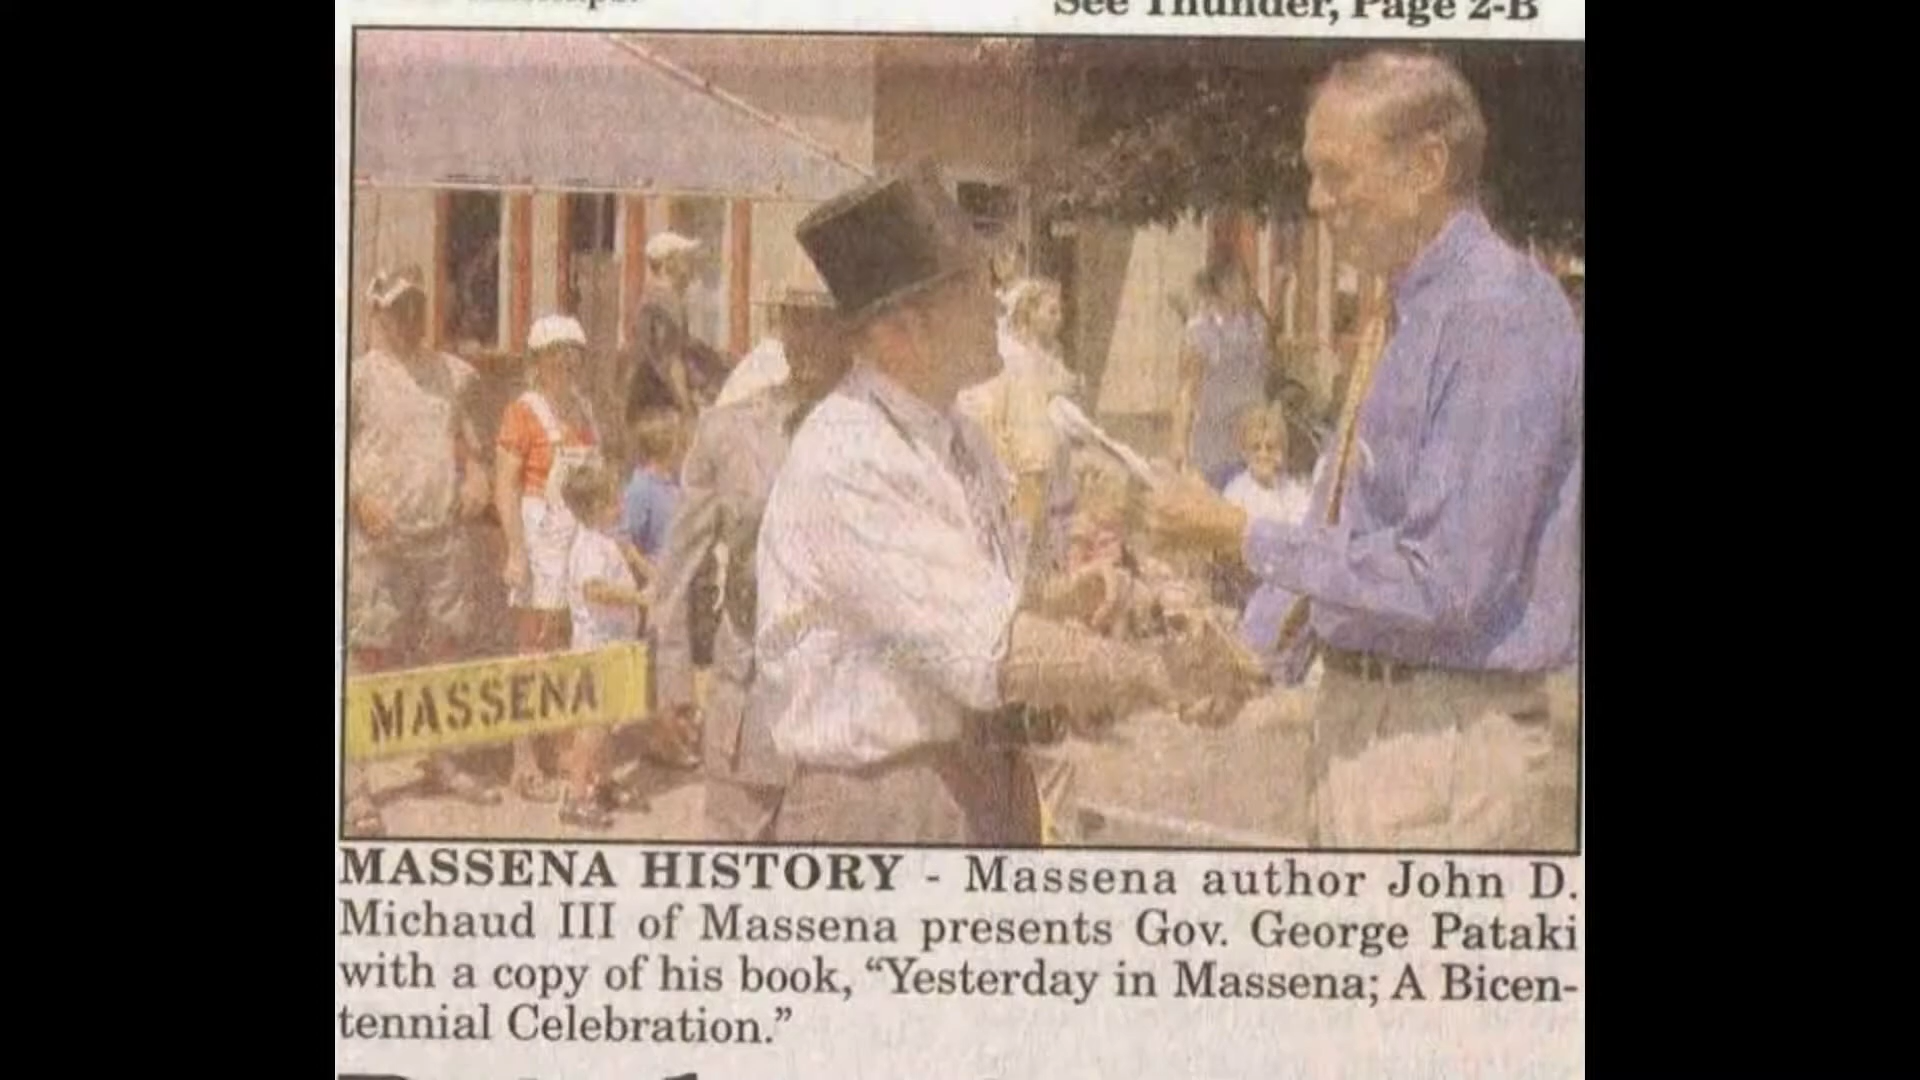 See Thunder, Page 2-B
MASSENA
MASSENA HISTORY - Massena author John D.
Michaud III of Massena presents Gov. George Pataki
with a copy of his book, “Yesterday in Massena; A Bicen-
tennial Celebration.”